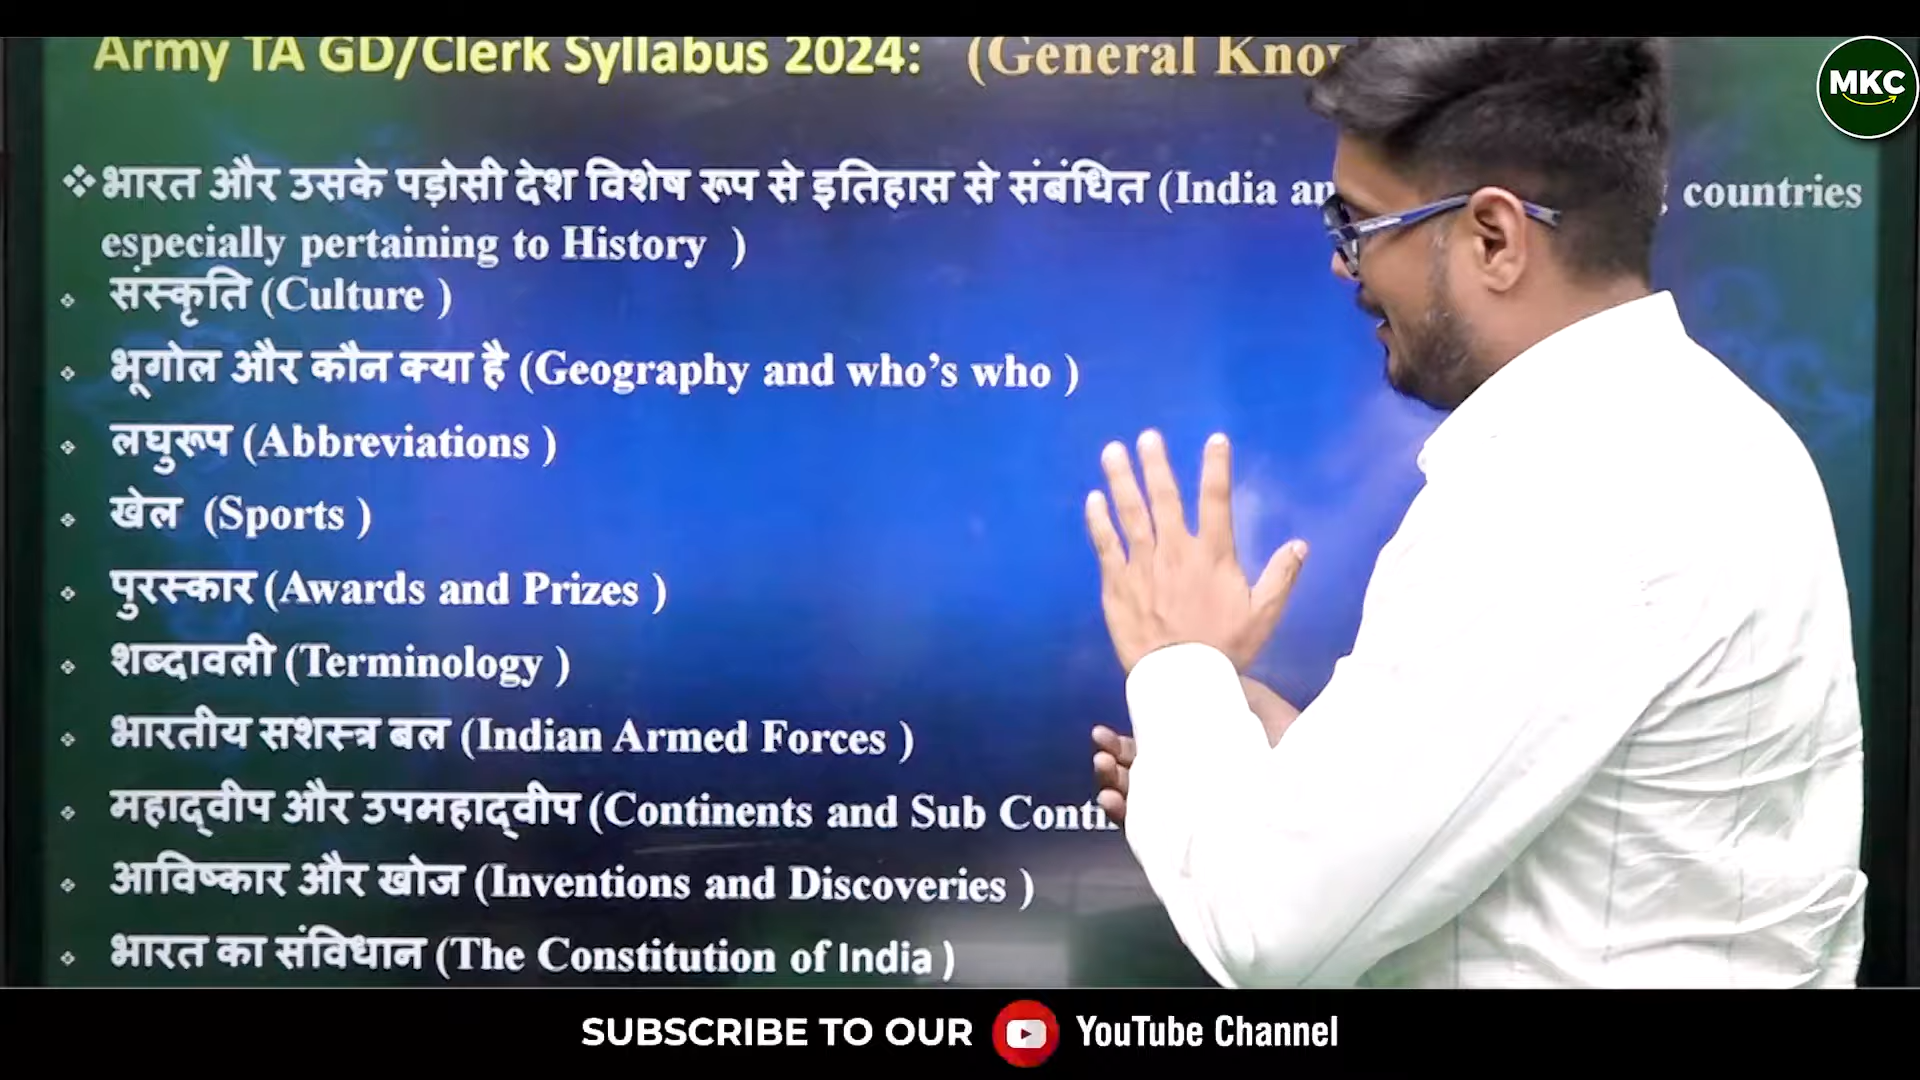 Army TA GD/Clerk Syllabus 2024: (General
MKC
भारत और उसके पड़ोसी देश विशेष रूप से इतिहास से संबंधित (India countries
especially pertaining to History )
संस्कृति (Culture )
भूगोल और कौन क्या है (Geography and who’s who )
लघुरूप (Abbreviations )
खेल (Sports )
पुरस्कार (Awards and Prizes )
शब्दावली (Terminology )
भारतीय सशस्त्र बल (Indian Armed Forces )
महाद्वीप और उपमहाद्वीप (Continents and Sub
आविष्कार और खोज (Inventions and Discoveries )
भारत का संविधान (The Constitution of India )
SUBSCRIBE TO OUR YouTube Channel